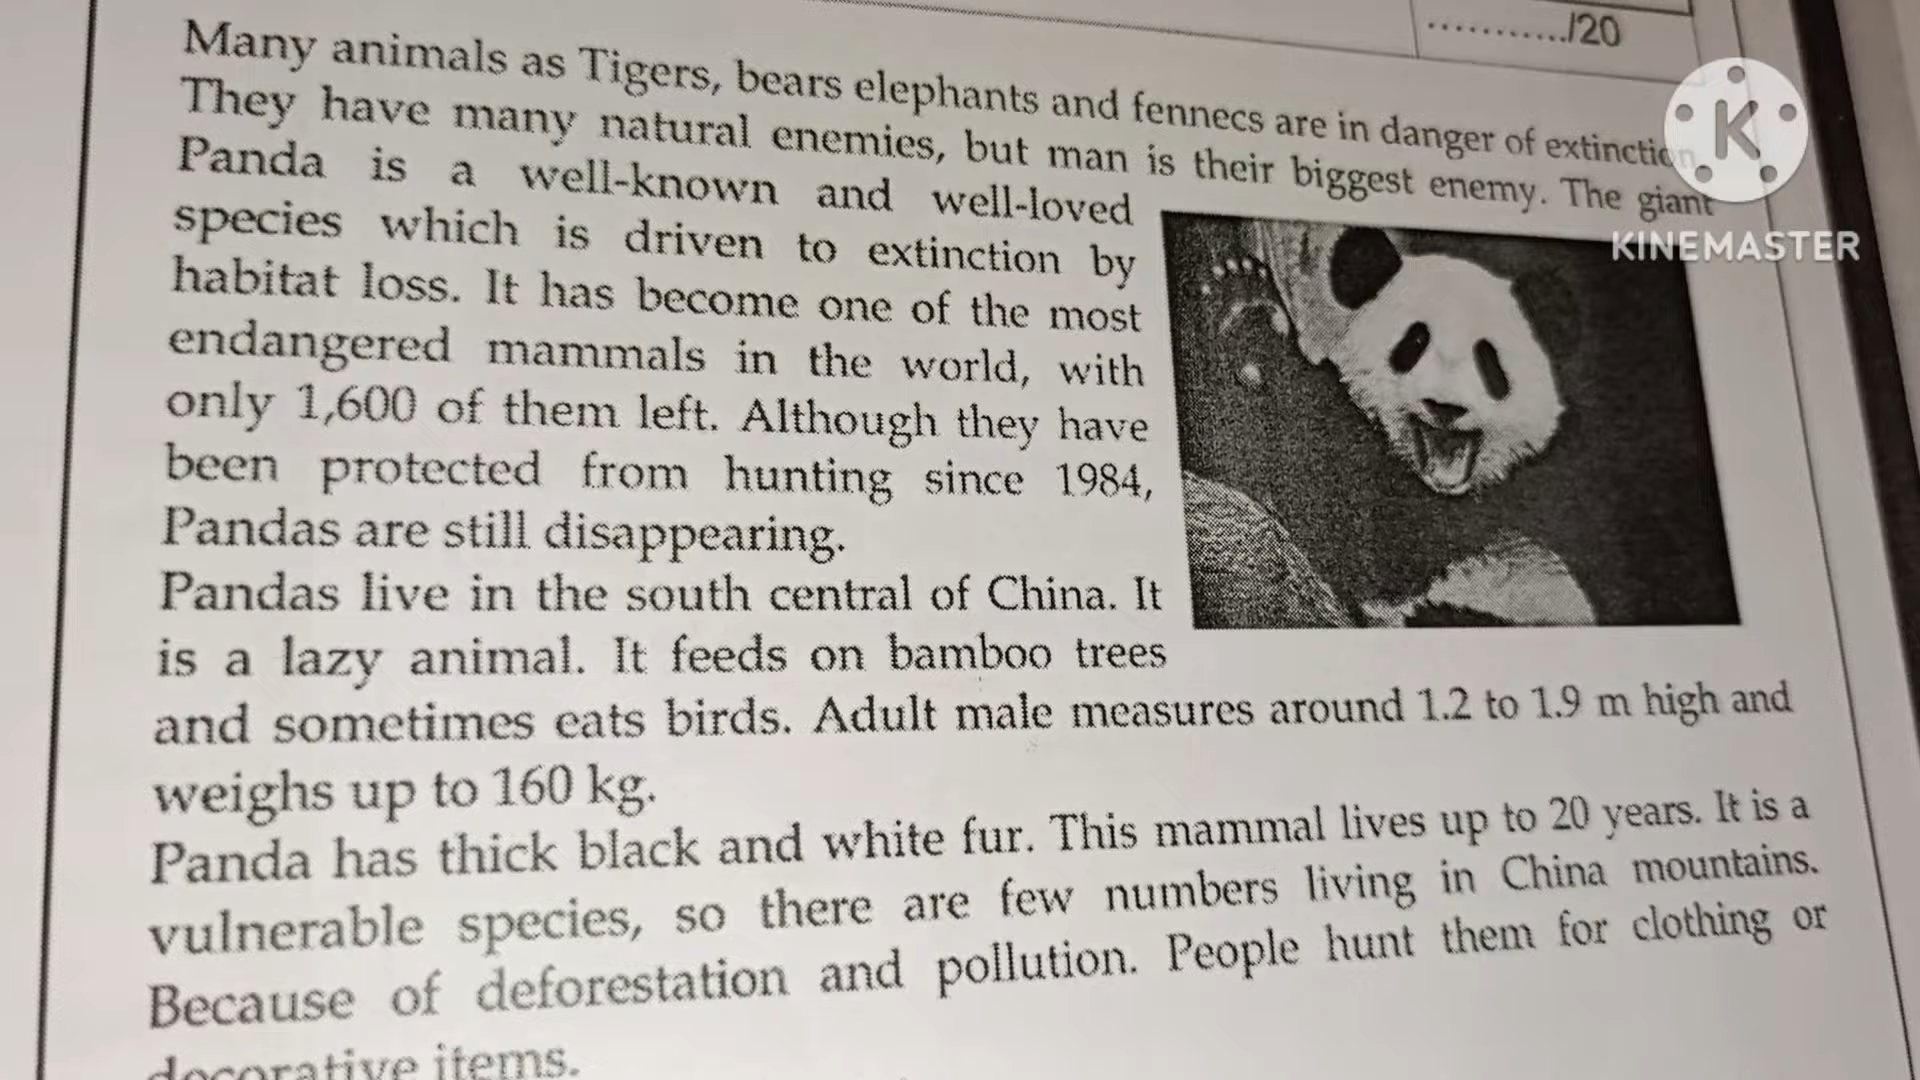 .........../20
K
KINEMASTER
Many animals as Tigers, bears elephants and fennecs are in danger of extinction
They have many natural enemies, but man is their biggest enemy. The giant
Panda is a well-known and well-loved
species which is driven to extinction by
habitat loss. It has become one of the most
endangered mammals in the world, with
only 1,600 of them left. Although they have
been protected from hunting since 1984,
Pandas are still disappearing.
Pandas live in the south central of China. It
is a lazy animal. It feeds on bamboo trees
and sometimes eats birds. Adult male measures around 1.2 to 1.9 m high and
weighs up to 160 kg.
Panda has thick black and white fur. This mammal lives up to 20 years. It is a
vulnerable species, so there are few numbers living in China mountains.
Because of deforestation and pollution. People hunt them for clothing or
decorative items.